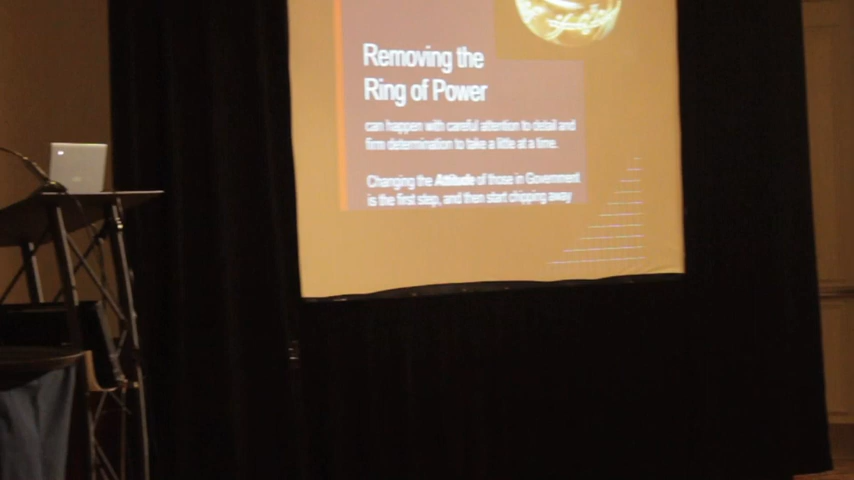 Removing the
Ring of Power
can happen with careful attention to detail and
firm determination to take a little at a time.
Changing the Attitude of those in Government
is the first step, and then start chipping away